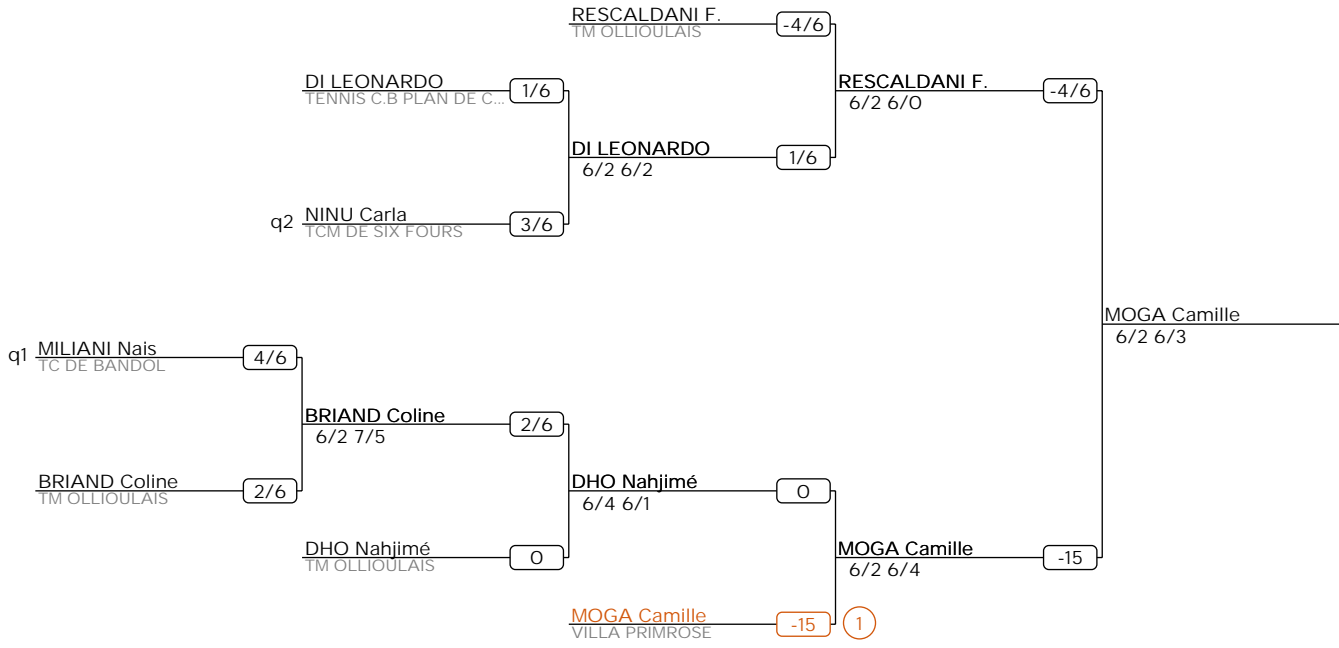 RESCALDANI F.
TM OLLIOULAIS
-4/6
DI LEONARDO
TENNIS C.B PLAN DE C...
1/6
RESCALDANI F.
6/2 6/0
-4/6
DI LEONARDO
6/2 6/2
1/6
q2
NINU Carla
TCM DE SIX FOURS
3/6
MOGA Camille
6/2 6/3
q1
MILIANI Nais
TC DE BANDOL
4/6
BRIAND Coline
6/2 7/5
2/6
BRIAND Coline
TM OLLIOULAIS
2/6
DHO Nahjimé
6/4 6/1
0
DHO Nahjimé
TM OLLIOULAIS
0
MOGA Camille
6/2 6/4
-15
MOGA Camille
VILLA PRIMROSE
-15
1